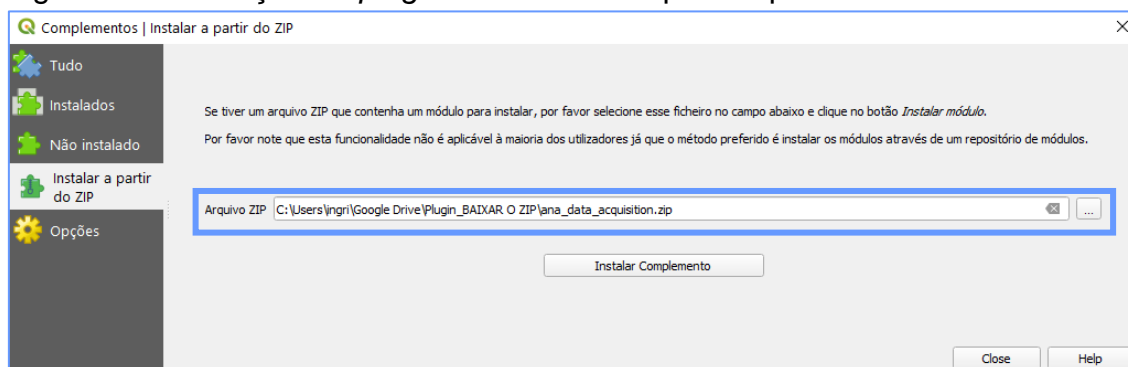 Complementos | Instalar a partir do ZIP
Tudo
Instalados
Não instalado
Instalar a partir
do ZIP
Opções
Se tiver um arquivo ZIP que contenha um módulo para instalar, por favor selecione esse ficheiro no campo abaixo e clique no botão Instalar módulo.
Por favor note que esta funcionalidade não é aplicável à maioria dos utilizadores já que o método preferido é instalar os módulos através de um repositório de módulos.
Arquivo ZIP C:\Users\ingri\Google Drive\Plugin_BAIXAR O ZIP\ana_data_acquisition.zip ...
Instalar Complemento
Close Help